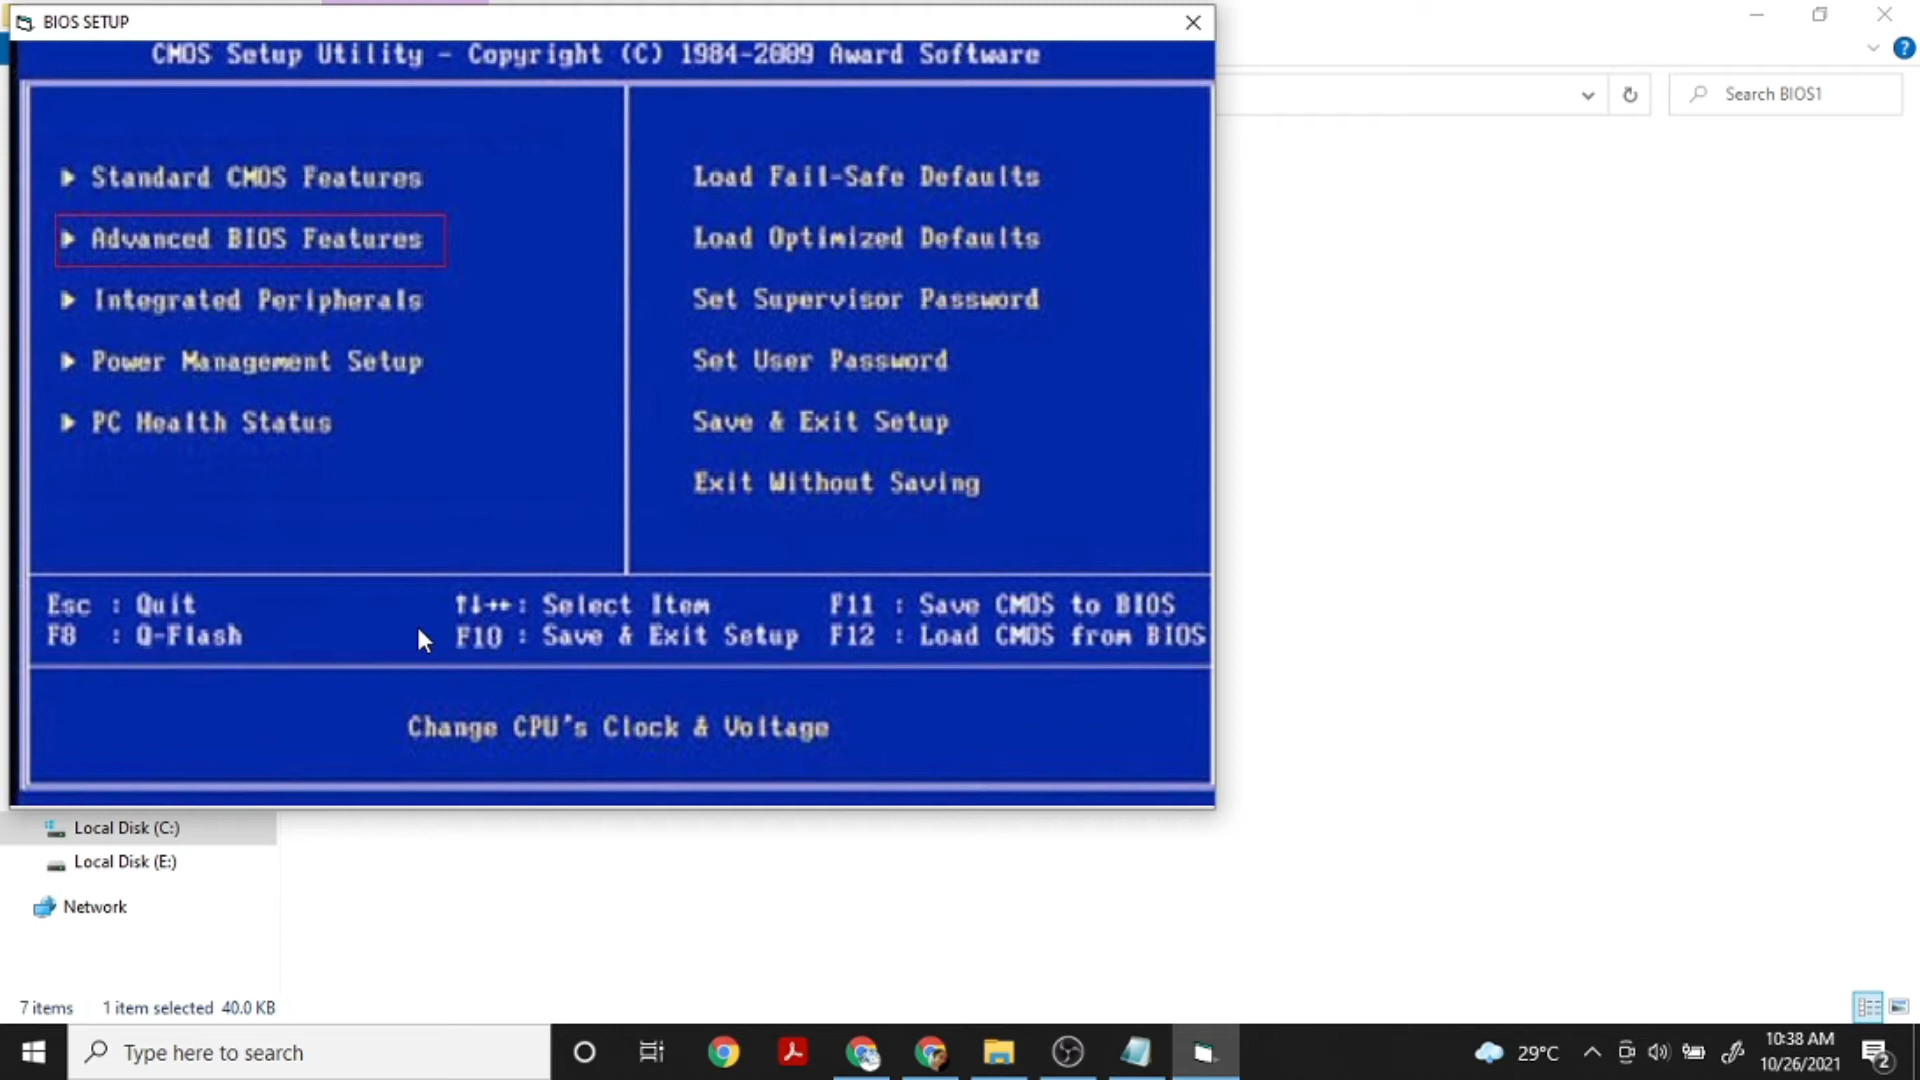 BIOS SETUP
CMOS Setup Utility - Copyright (C) 1984-2009 Award Software
Standard CMOS Features
Advanced BIOS Features
Integrated Peripherals
Power Management Setup
PC Health Status
Load Fail-Safe Defaults
Load Optimized Defaults
Set Supervisor Password
Set User Password
Save & Exit Setup
Exit Without Saving
Esc : Quit
↑↓→←: Select Item
F11 : Save CMOS to BIOS
F8 : Q-Flash
F10 : Save & Exit Setup
F12 : Load CMOS from BIOS
Change CPU's Clock & Voltage
Search BIOS1
Local Disk (C:)
Local Disk (E:)
Network
7 items 1 item selected 40.0 KB
Type here to search
29°C
10:38 AM
10/26/2021
2